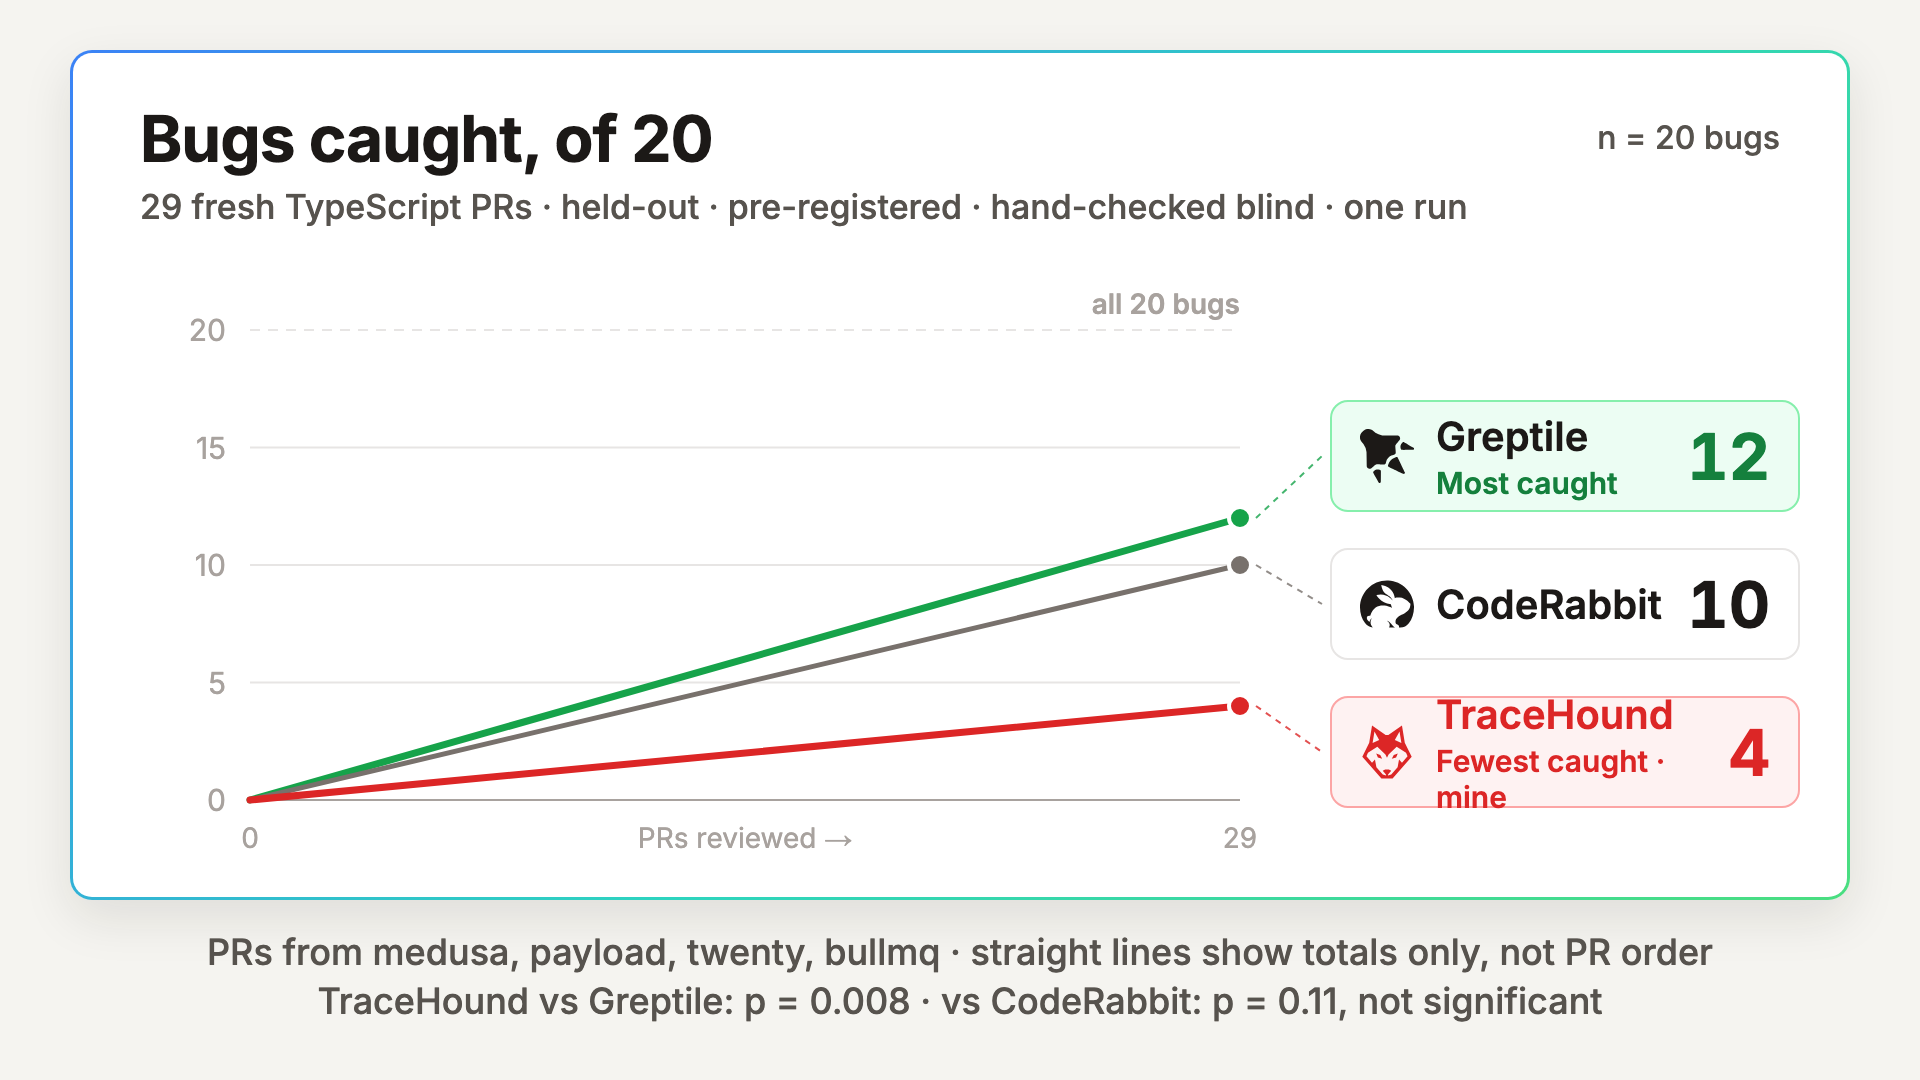 Bugs caught, of 20
n = 20 bugs
29 fresh TypeScript PRs · held-out · pre-registered · hand-checked blind · one run
all 20 bugs
20
15
10
5
0
0
PRs reviewed →
29
Greptile
Most caught
12
CodeRabbit
10
TraceHound
Fewest caught ·
mine
4
PRs from medusa, payload, twenty, bullmq · straight lines show totals only, not PR order
TraceHound vs Greptile: p = 0.008 · vs CodeRabbit: p = 0.11, not significant